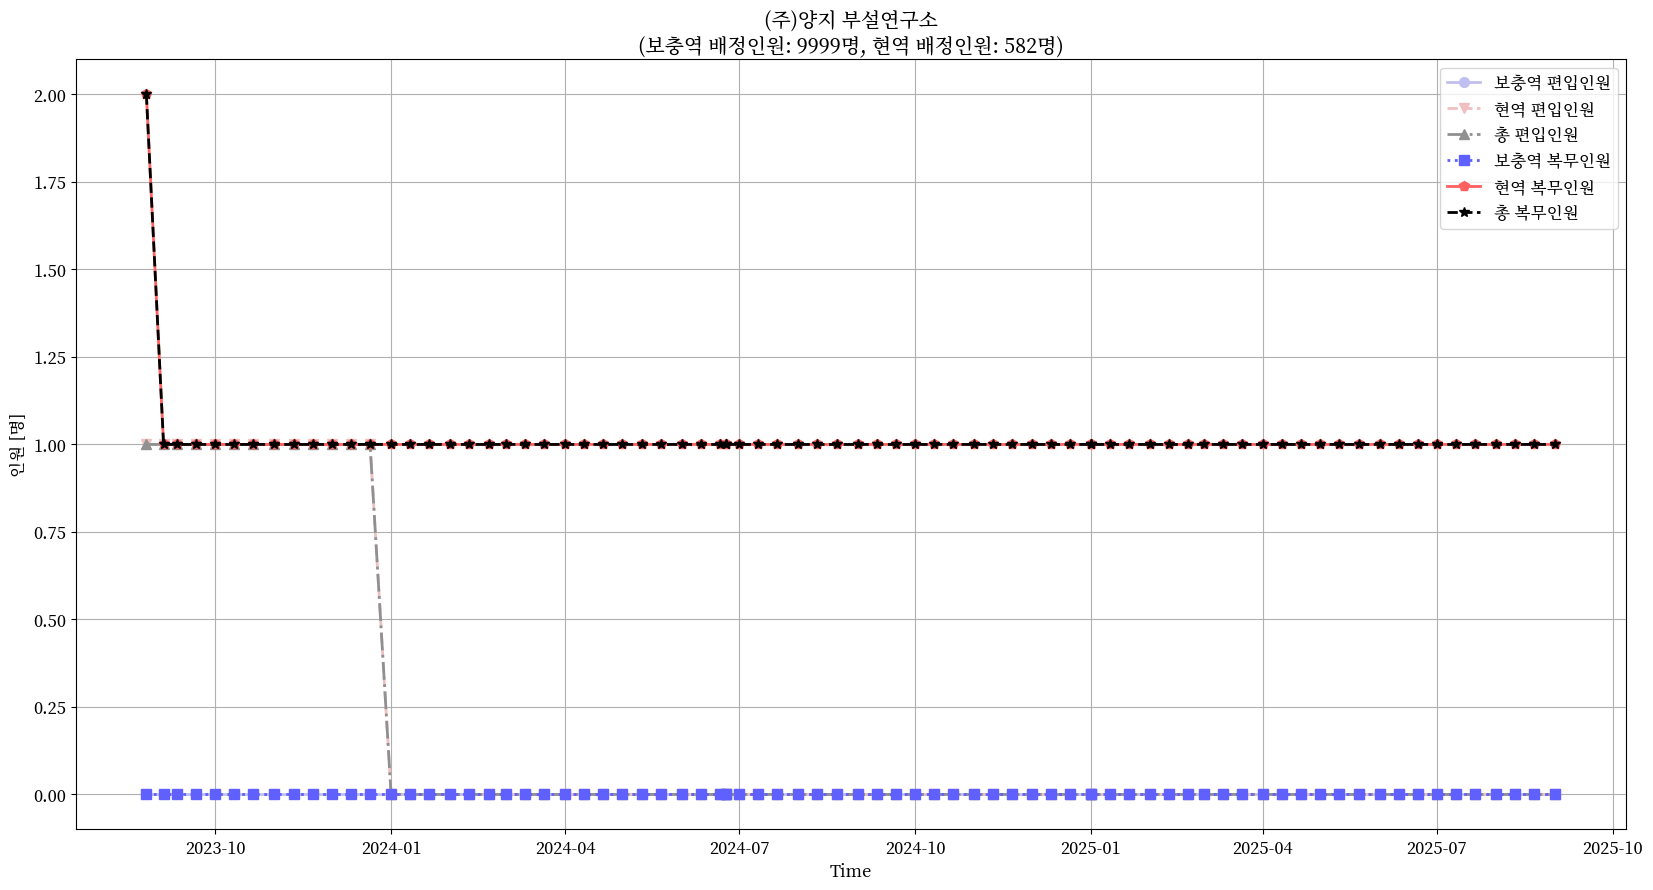 (주)양지 부설연구소
(보충역 배정인원: 9999명, 현역 배정인원: 582명)
보충역 편입인원
현역 편입인원
총 편입인원
보충역 복무인원
현역 복무인원
총 복무인원
인원 [명]
2.00
1.75
1.50
1.25
1.00
0.75
0.50
0.25
0.00
2023-10
2024-01
2024-04
2024-07
2024-10
2025-01
2025-04
2025-07
2025-10
Time